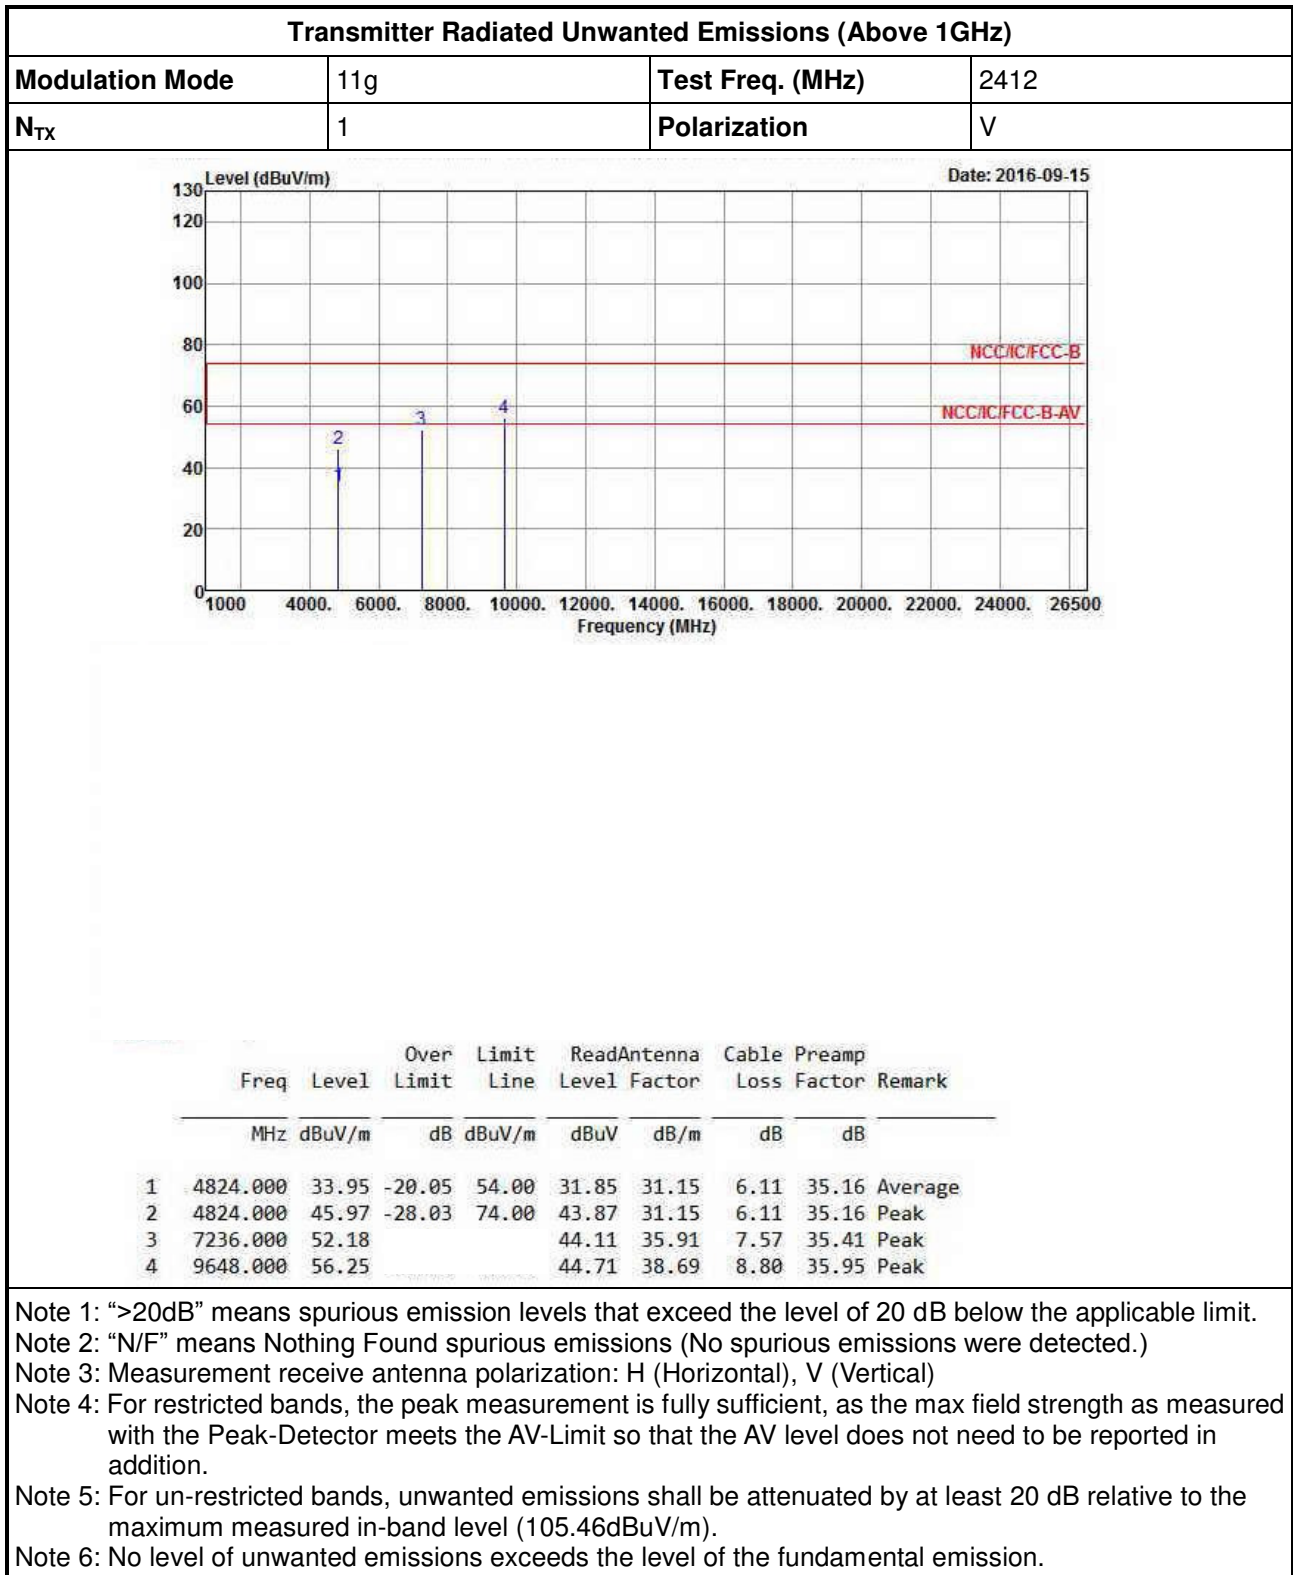 Transmitter Radiated Unwanted Emissions (Above 1GHz)
Modulation Mode 11g Test Freq. (MHz) 2412
NTX 1 Polarization V
Level (dBuV/m) Date: 2016-09-15
130
120
100
80
NCC/IC/FCC-B
60
NCC/IC/FCC-B-AV
4
3
2
40
1
20
0
1000 4000. 6000. 8000. 10000. 12000. 14000. 16000. 18000. 20000. 22000. 24000. 26500
Frequency (MHz)
Over Limit ReadAntenna Cable Preamp
Freq Level Limit Line Level Factor Loss Factor Remark
MHz dBuV/m dB dBuV/m dBuV dB/m dB dB
1 4824.000 33.95 -20.05 54.00 31.85 31.15 6.11 35.16 Average
2 4824.000 45.97 -28.03 74.00 43.87 31.15 6.11 35.16 Peak
3 7236.000 52.18 44.11 35.91 7.57 35.41 Peak
4 9648.000 56.25 44.71 38.69 8.80 35.95 Peak
Note 1: “>20dB” means spurious emission levels that exceed the level of 20 dB below the applicable limit.
Note 2: “N/F” means Nothing Found spurious emissions (No spurious emissions were detected.)
Note 3: Measurement receive antenna polarization: H (Horizontal), V (Vertical)
Note 4: For restricted bands, the peak measurement is fully sufficient, as the max field strength as measured
with the Peak-Detector meets the AV-Limit so that the AV level does not need to be reported in
addition.
Note 5: For un-restricted bands, unwanted emissions shall be attenuated by at least 20 dB relative to the
maximum measured in-band level (105.46dBuV/m).
Note 6: No level of unwanted emissions exceeds the level of the fundamental emission.